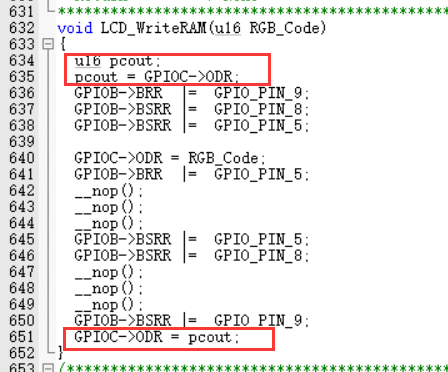 631 ******************************************
632 void LCD_WriteRAM(u16 RGB_Code)
633 {
634 u16 pcout;
635 pcout = GPIOC->ODR;
636 GPIOB->BRR |= GPIO_PIN_9;
637 GPIOB->BSRR |= GPIO_PIN_8;
638 GPIOB->BSRR |= GPIO_PIN_5;
639
640 GPIOC->ODR = RGB_Code;
641 GPIOB->BRR |= GPIO_PIN_5;
642 __nop();
643 __nop();
644 __nop();
645 GPIOB->BSRR |= GPIO_PIN_5;
646 GPIOB->BSRR |= GPIO_PIN_8;
647 __nop();
648 __nop();
649 __nop();
650 GPIOB->BSRR |= GPIO_PIN_9;
651 GPIOC->ODR = pcout;
652 }
653 /*****************************************